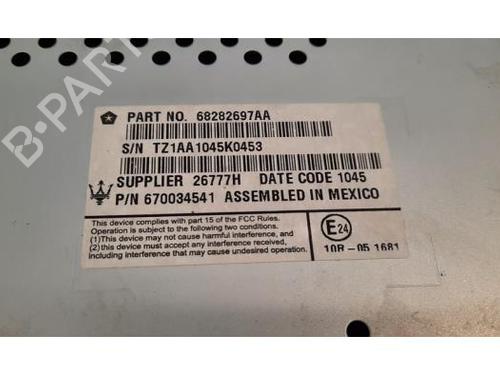 B-PARTS
PART NO. 68282697AA
S/N TZ1AA1045K0453
SUPPLIER 26777H DATE CODE 1045
P/N 670034541 ASSEMBLED IN MEXICO
This device complies with part 15 of the FCC Rules.
Operation is subject to the following two conditions.
(1)This device may not cause harmful interference, and
(2)this device must accept any interference received,
including interference that may cause undesired operation.
E24
10R-05 1681